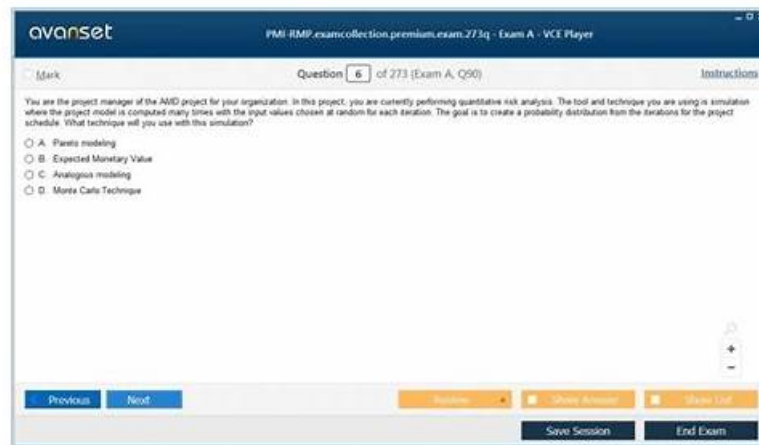 avanset
PMI-RMP.examcollection.premium.exam.273q - Exam A - VCE Player
Mark
Question 6 of 273 (Exam A, Q90)
Instructions
You are the project manager of the AMD project for your organization. In this project, you are currently performing quantitative risk analysis. The tool and technique you are using is simulation
where the project model is computed many times with the input values chosen at random for each iteration. The goal is to create a probability distribution from the iterations for the project
schedule. What technique will you use with this simulation?
A. Pareto modeling
B. Expected Monetary Value
C. Analogous modeling
D. Monte Carlo Technique
+
−
Previous
Next
Review
Show Answer
Show List
Save Session
End Exam